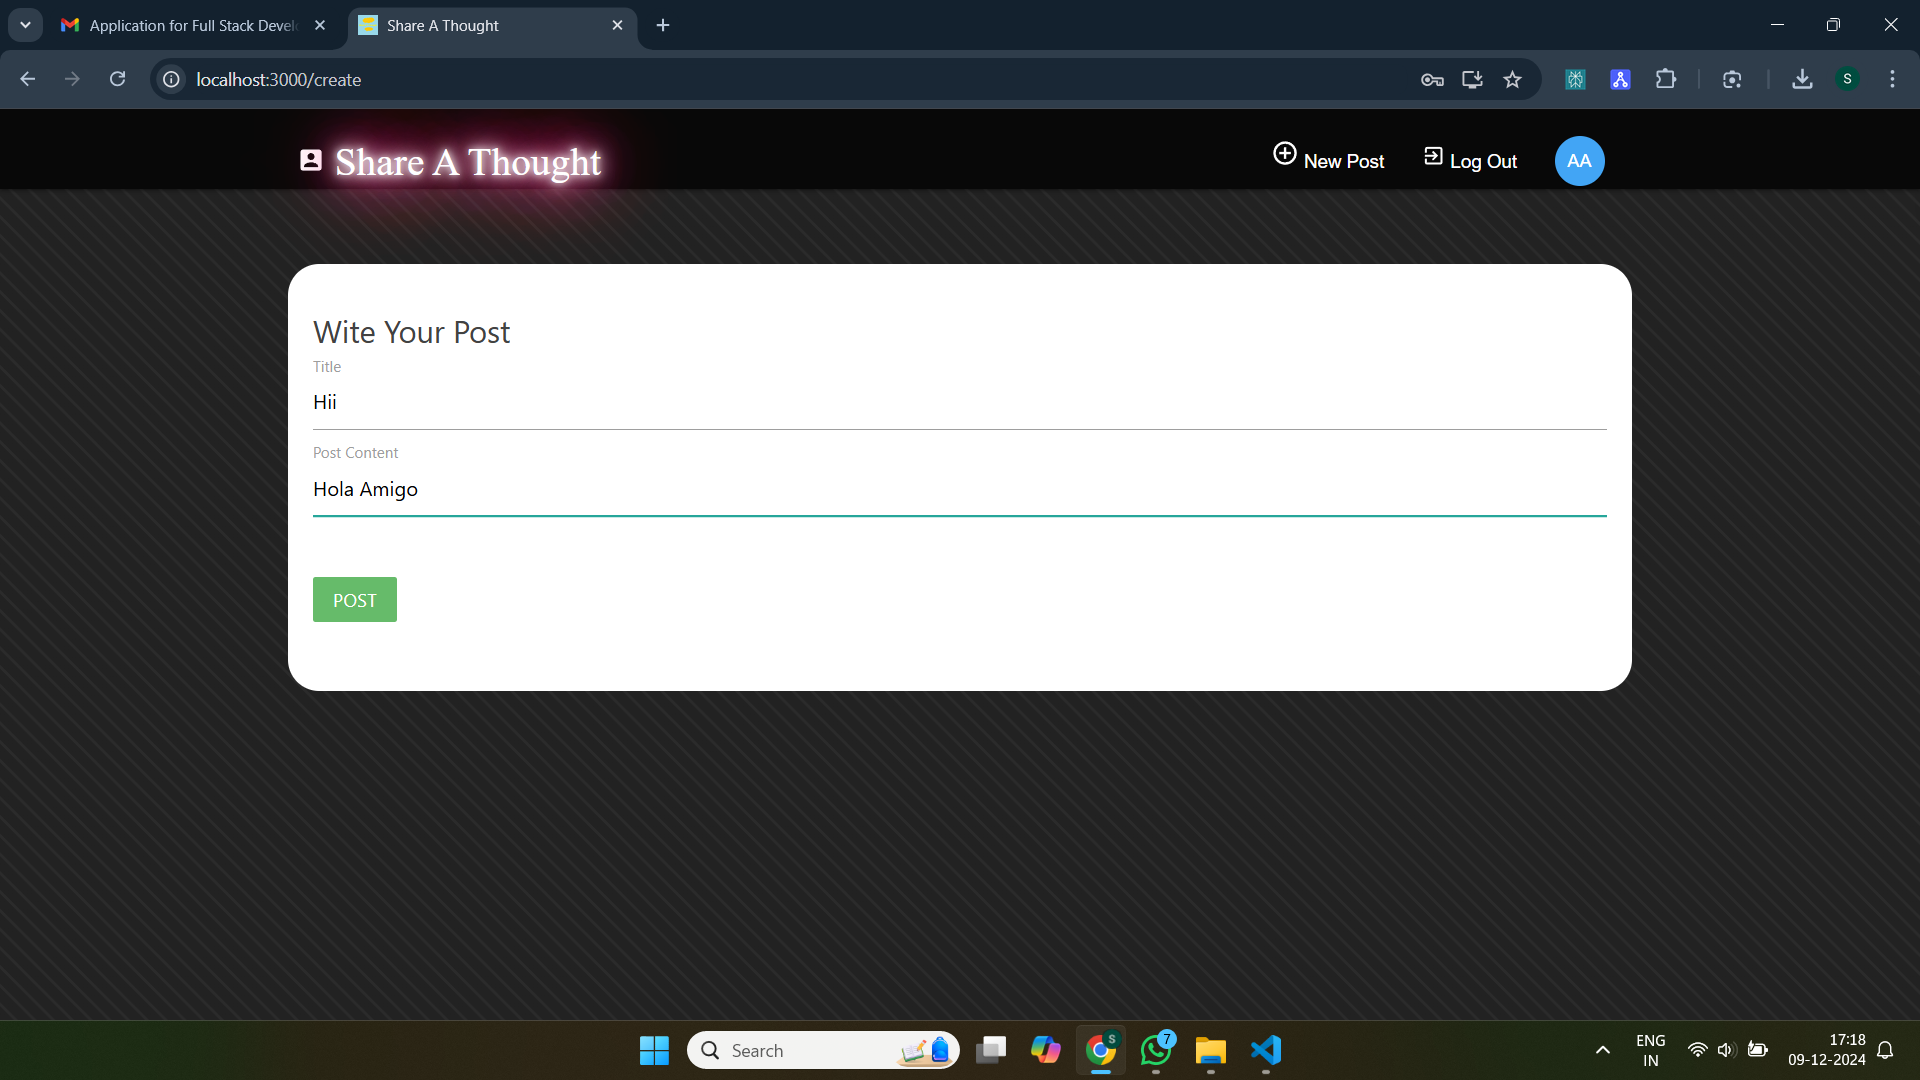 Application for Full Stack Devel
Share A Thought
localhost:3000/create
S
Share A Thought
New Post
Log Out
AA
Wite Your Post
Title
Hii
Post Content
Hola Amigo
POST
Search
S
7
ENG
IN
17:18
09-12-2024